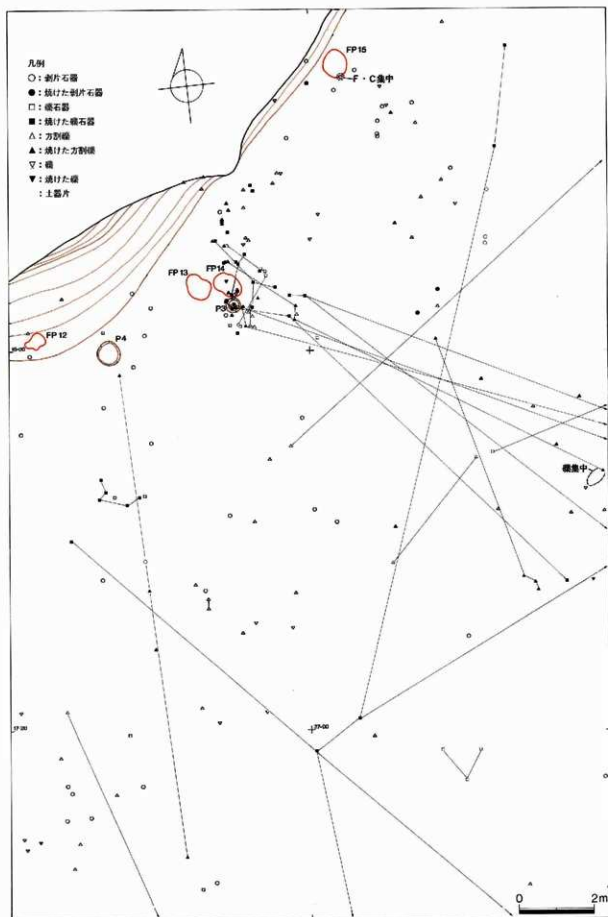 凡例
○：剥片石器
●：焼けた剥片石器
□：礫石器
■：焼けた礫石器
△：方割礫
▲：焼けた方割礫
▽：礫
▼：焼けた礫
：土器片
FP15
F・C集中
FP13
FP14
P3
FP12
P4
礫集中
17-20
17-00
0
2m